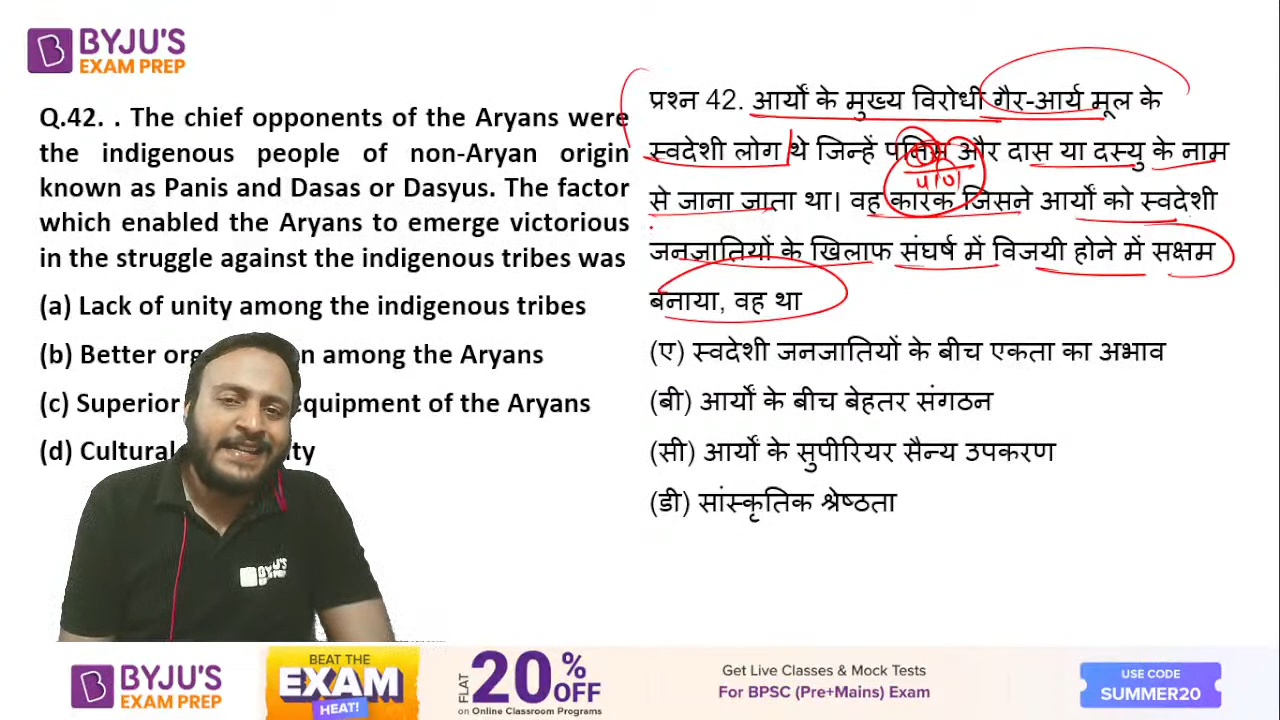 BYJU'S
EXAM PREP
Q.42. . The chief opponents of the Aryans were
the indigenous people of non-Aryan origin
known as Panis and Dasas or Dasyus. The factor
which enabled the Aryans to emerge victorious
in the struggle against the indigenous tribes was
(a) Lack of unity among the indigenous tribes
(b) Better among the Aryans
(c) Superior equipment of the Aryans
(d) Cultural
प्रश्न 42. आर्यों के मुख्य विरोधी गैर-आर्य मूल के
स्वदेशी लोग थे जिन्हें और दास या दस्यु के नाम
से जाना जाता था। वह कारक जिसने आर्यों को स्वदेशी
जनजातियों के खिलाफ संघर्ष में विजयी होने में सक्षम
बनाया, वह था
(ए) स्वदेशी जनजातियों के बीच एकता का अभाव
(बी) आर्यों के बीच बेहतर संगठन
(सी) आर्यों के सुपीरियर सैन्य उपकरण
(डी) सांस्कृतिक श्रेष्ठता
BYJU'S
BYJU'S
EXAM PREP
BEAT THE
EXAM
HEAT!
FLAT 20% OFF
on Online Classroom Programs
Get Live Classes & Mock Tests
For BPSC (Pre+Mains) Exam
USE CODE
SUMMER20